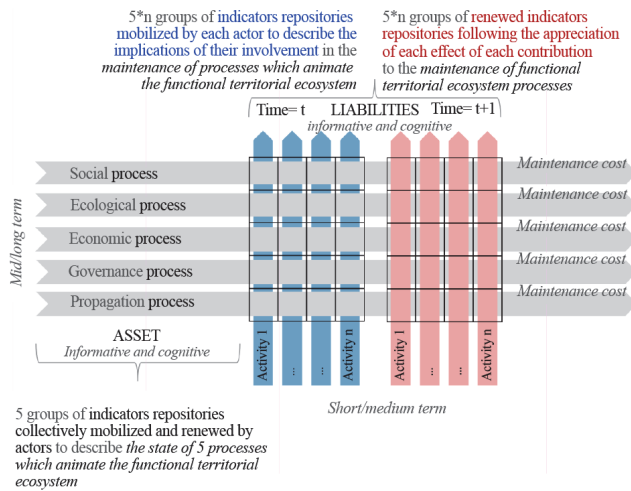 5*n groups of indicators repositories
mobilized by each actor to describe the
implications of their involvement in the
maintenance of processes which animate
the functional territorial ecosystem
5*n groups of renewed indicators
repositories following the appreciation
of each effect of each contribution
to the maintenance of functional
territorial ecosystem processes
Time= t LIABILITIES Time= t+1
informative and cognitive
Mid/long term
Social process
Maintenance cost
Ecological process
Maintenance cost
Economic process
Maintenance cost
Governance process
Maintenance cost
Propagation process
Maintenance cost
ASSET
Informative and cognitive
Activity 1
...
...
Activity n
Activity 1
...
...
Activity n
Short/medium term
5 groups of indicators repositories
collectively mobilized and renewed by
actors to describe the state of 5 processes
which animate the functional territorial
ecosystem